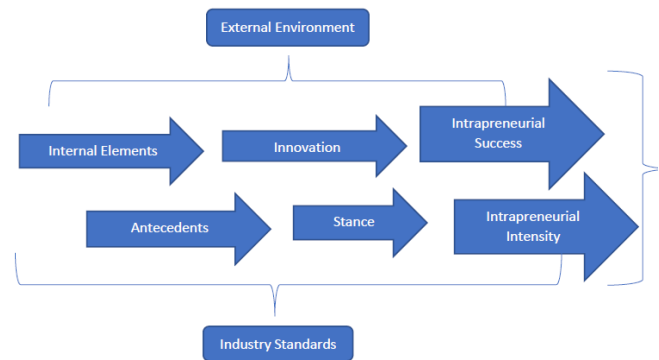 External Environment
Internal Elements
Innovation
Intrapreneurial
Success
Antecedents
Stance
Intrapreneurial
Intensity
Industry Standards